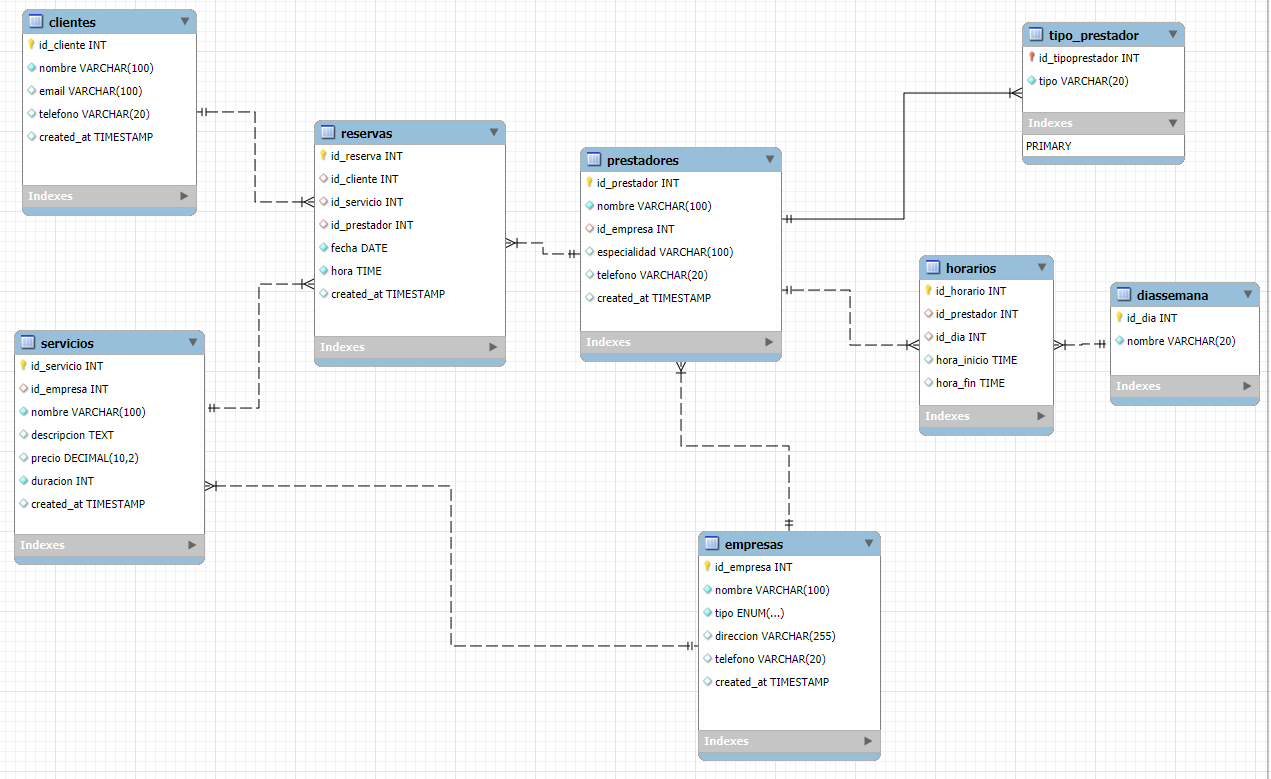 clientes
id_cliente INT
nombre VARCHAR(100)
email VARCHAR(100)
telefono VARCHAR(20)
created_at TIMESTAMP
Indexes
reservas
id_reserva INT
id_cliente INT
id_servicio INT
id_prestador INT
fecha DATE
hora TIME
created_at TIMESTAMP
Indexes
prestadores
id_prestador INT
nombre VARCHAR(100)
id_empresa INT
especialidad VARCHAR(100)
telefono VARCHAR(20)
created_at TIMESTAMP
Indexes
tipo_prestador
id_tipoprestador INT
tipo VARCHAR(20)
Indexes
PRIMARY
horarios
id_horario INT
id_prestador INT
id_dia INT
hora_inicio TIME
hora_fin TIME
Indexes
diassemana
id_dia INT
nombre VARCHAR(20)
Indexes
servicios
id_servicio INT
id_empresa INT
nombre VARCHAR(100)
descripcion TEXT
precio DECIMAL(10,2)
duracion INT
created_at TIMESTAMP
Indexes
empresas
id_empresa INT
nombre VARCHAR(100)
tipo ENUM(...)
direccion VARCHAR(255)
telefono VARCHAR(20)
created_at TIMESTAMP
Indexes